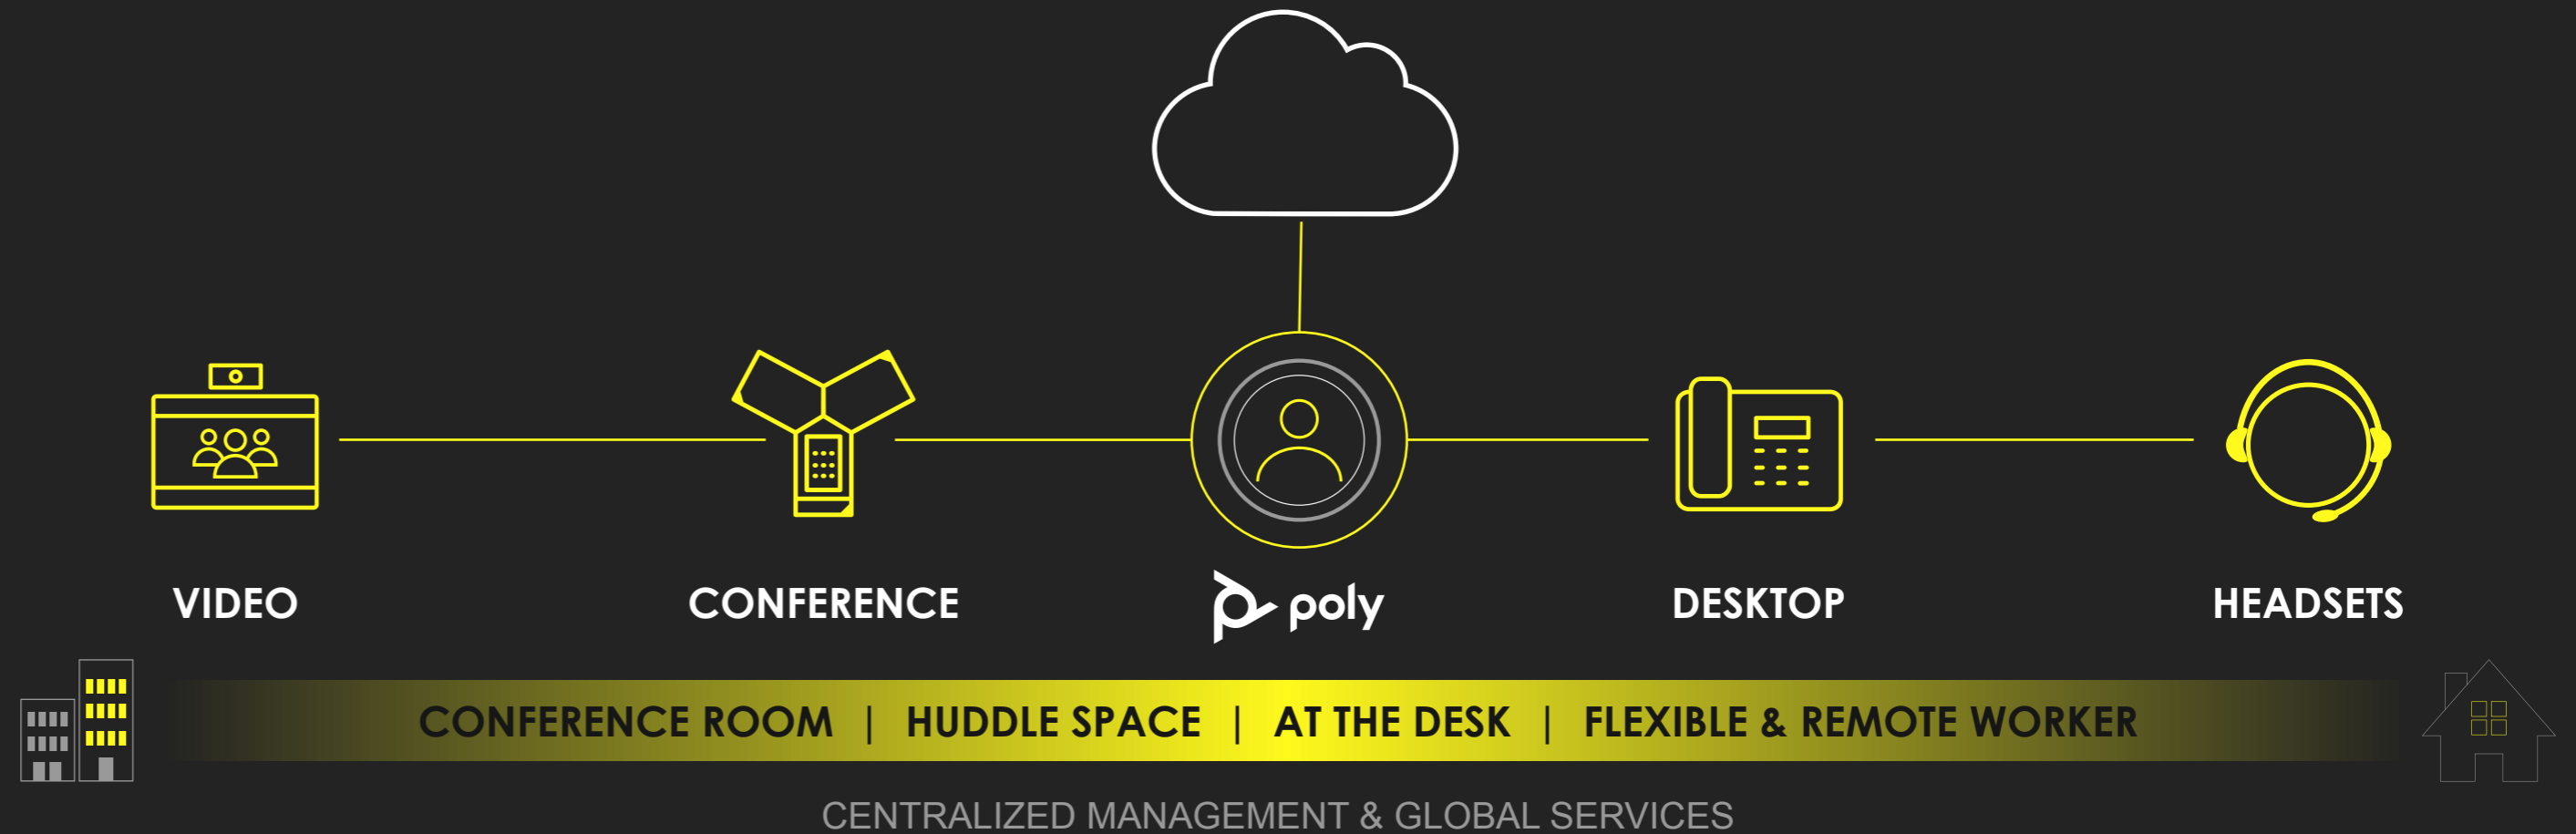 VIDEO
CONFERENCE
poly
DESKTOP
HEADSETS
CONFERENCE ROOM | HUDDLE SPACE | AT THE DESK | FLEXIBLE & REMOTE WORKER
CENTRALIZED MANAGEMENT & GLOBAL SERVICES